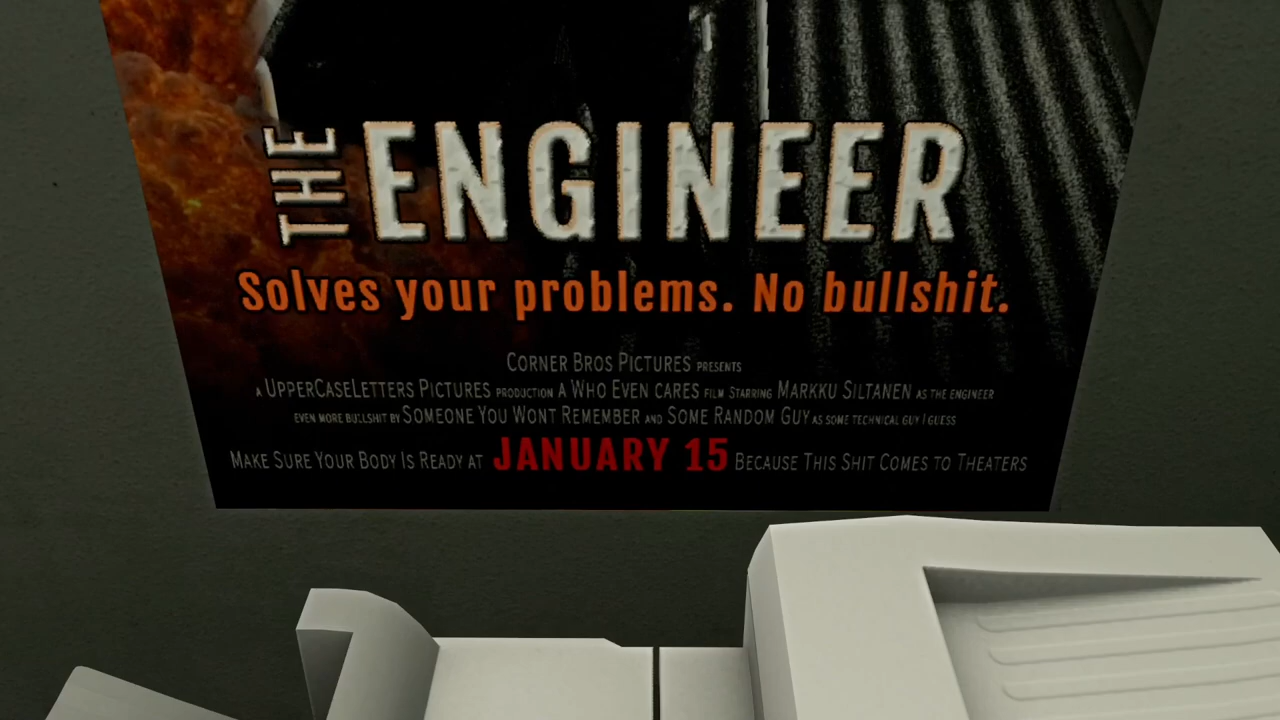 THE ENGINEER
Solves your problems. No bullshit.
CORNER BROS PICTURES PRESENTS
A UPPERCASELETTERS PICTURES PRODUCTION A WHO EVEN CARES FILM STARRING MARKKU SILTANEN AS THE ENGINEER
EVEN MORE BULLSHIT BY SOMEONE YOU WONT REMEMBER AND SOME RANDOM GUY AS SOME TECHNICAL GUY I GUESS
MAKE SURE YOUR BODY IS READY AT JANUARY 15 BECAUSE THIS SHIT COMES TO THEATERS